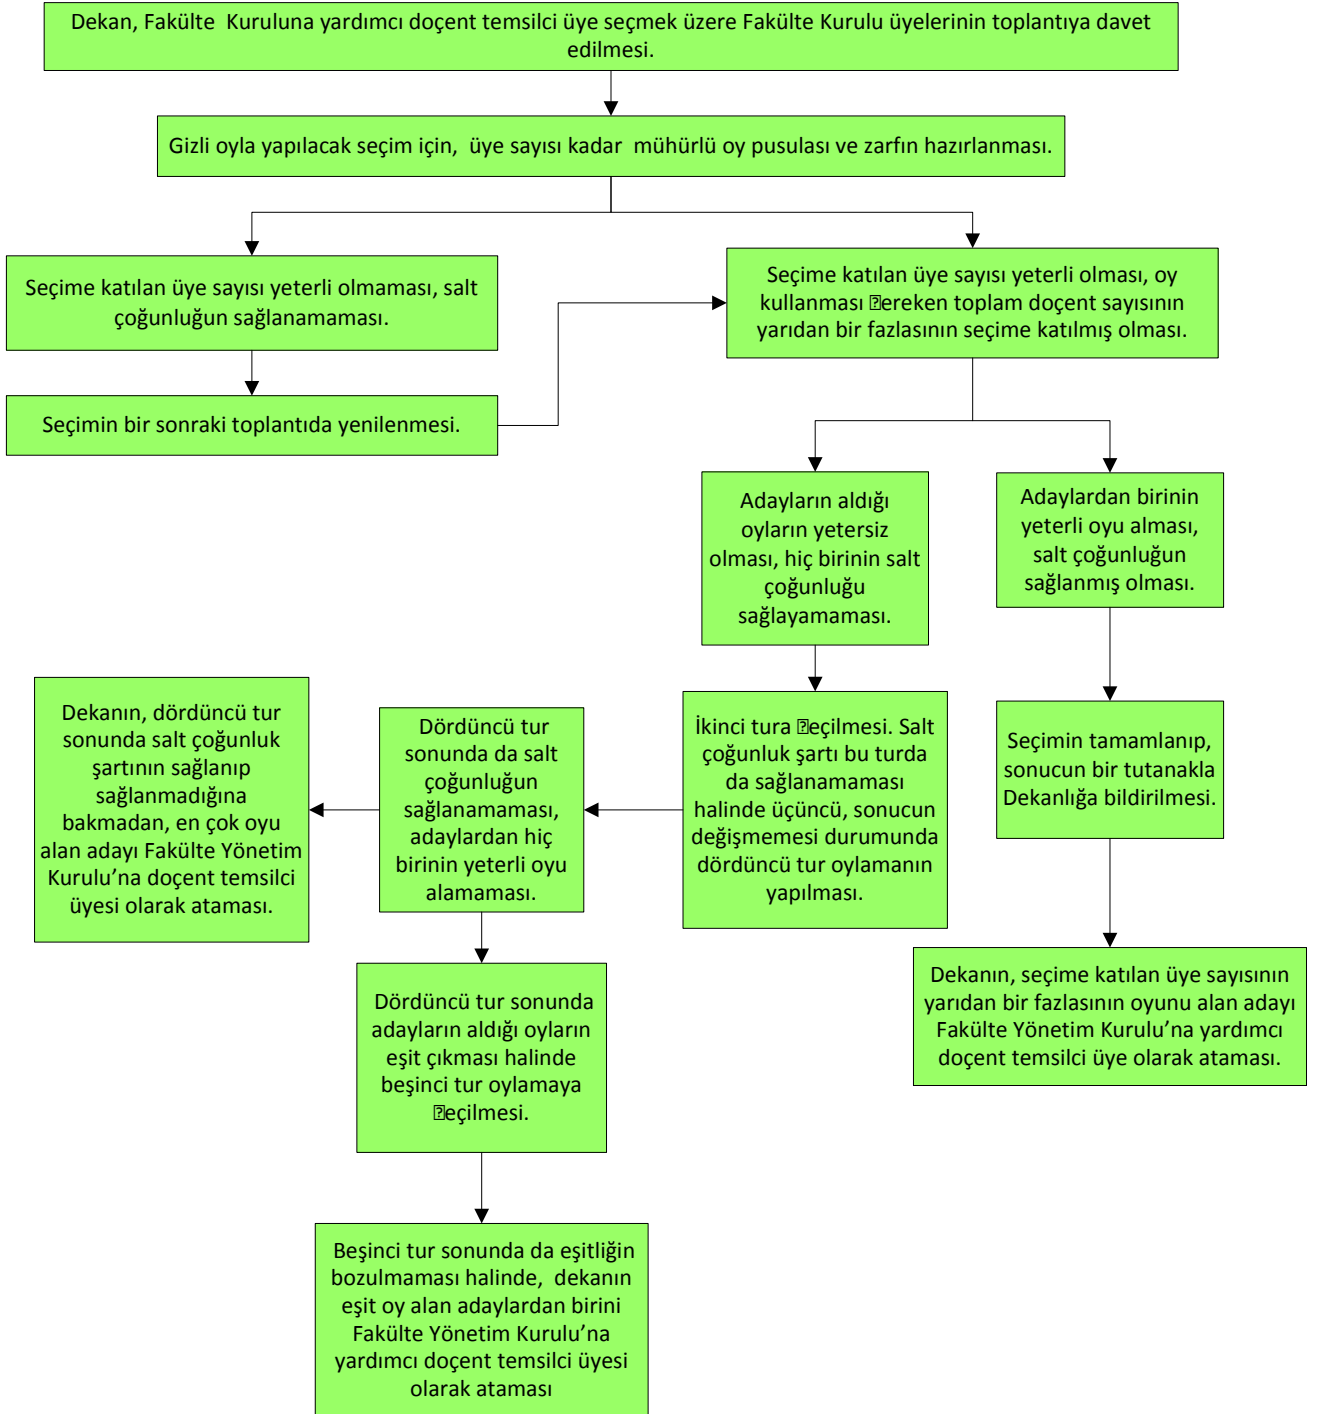 Dekan, Fakülte Kuruluna yardımcı doçent temsilci üye seçmek üzere Fakülte Kurulu üyelerinin toplantıya davet
edilmesi.
Gizli oyla yapılacak seçim için, üye sayısı kadar mühürlü oy pusulası ve zarfın hazırlanması.
Seçime katılan üye sayısı yeterli olmaması, salt
çoğunluğun sağlanamaması.
Seçime katılan üye sayısı yeterli olması, oy
kullanması �ereken toplam doçent sayısının
yarıdan bir fazlasının seçime katılmış olması.
Seçimin bir sonraki toplantıda yenilenmesi.
Adayların aldığı
oyların yetersiz
olması, hiç birinin salt
çoğunluğu
sağlayamaması.
Adaylardan birinin
yeterli oyu alması,
salt çoğunluğun
sağlanmış olması.
Dekanın, dördüncü tur
sonunda salt çoğunluk
şartının sağlanıp
sağlanmadığına
bakmadan, en çok oyu
alan adayı Fakülte Yönetim
Kurulu’na doçent temsilci
üyesi olarak ataması.
Dördüncü tur
sonunda da salt
çoğunluğun
sağlanamaması,
adaylardan hiç
birinin yeterli oyu
alamaması.
İkinci tura �eçilmesi. Salt
çoğunluk şartı bu turda
da sağlanamaması
halinde üçüncü, sonucun
değişmemesi durumunda
dördüncü tur oylamanın
yapılması.
Seçimin tamamlanıp,
sonucun bir tutanakla
Dekanlığa bildirilmesi.
Dördüncü tur sonunda
adayların aldığı oyların
eşit çıkması halinde
beşinci tur oylamaya
�eçilmesi.
Dekanın, seçime katılan üye sayısının
yarıdan bir fazlasının oyunu alan adayı
Fakülte Yönetim Kurulu’na yardımcı
doçent temsilci üye olarak ataması.
Beşinci tur sonunda da eşitliğin
bozulmaması halinde, dekanın
eşit oy alan adaylardan birini
Fakülte Yönetim Kurulu’na
yardımcı doçent temsilci üyesi
olarak ataması